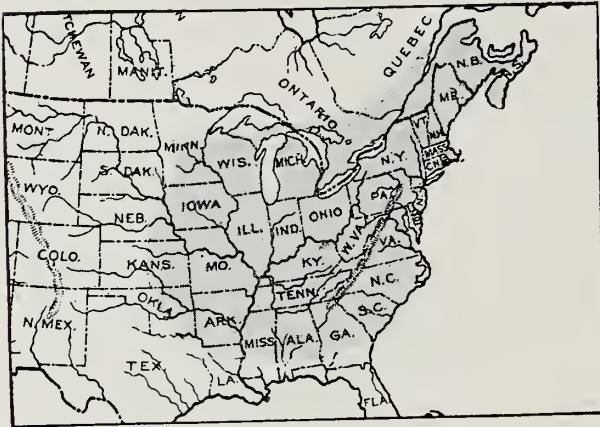 TCHEWAN
MANIT.
ONTARIO
QUEBEC
N.B.
N.S.
ME.
MONT.
N. DAK.
MINN.
WIS.
MICH.
N.Y.
VT.
N.H.
MASS
WYO.
S. DAK.
IOWA
PA.
NEB.
ILL.
IND.
OHIO
W. VA.
VA.
COLO.
KANS.
MO.
KY.
N.C.
TENN.
S.C.
N. MEX.
OKLA.
ARK.
MISS.
ALA.
GA.
TEX.
LA.
FLA.